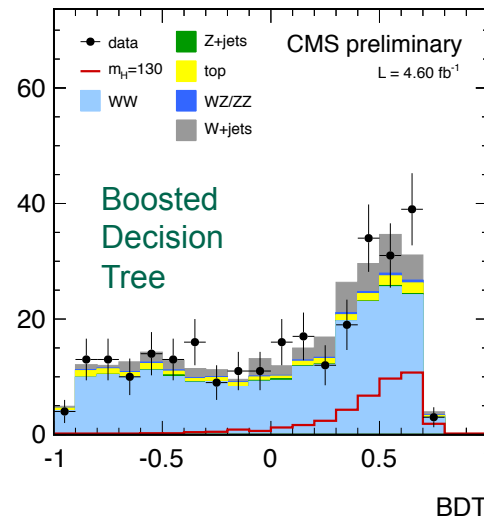 60
40
20
0
data
m_H=130
WW
Z+jets
top
WZ/ZZ
W+jets
CMS preliminary
L = 4.60 fb⁻¹
Boosted
Decision
Tree
-1 -0.5 0 0.5
BDT